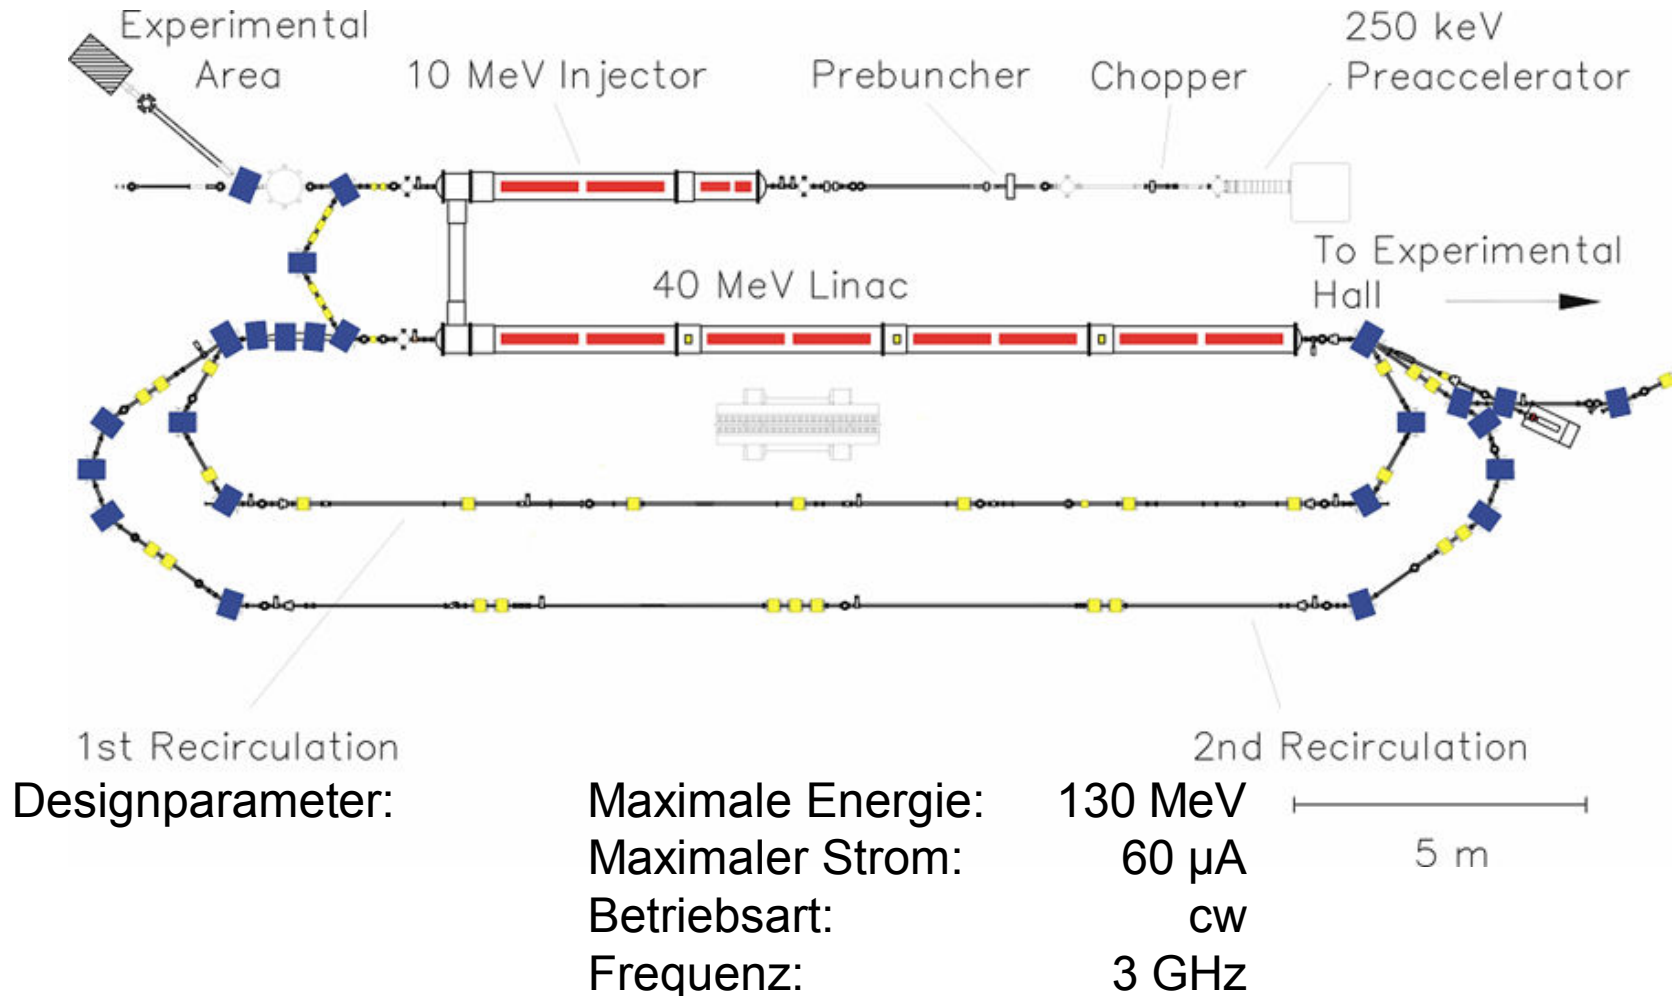 Experimental
Area
10 MeV Injector
Prebuncher
Chopper
250 keV
Preaccelerator
To Experimental
Hall
40 MeV Linac
1st Recirculation
2nd Recirculation
Designparameter:
Maximale Energie: 130 MeV
5 m
Maximaler Strom: 60 µA
Betriebsart: cw
Frequenz: 3 GHz